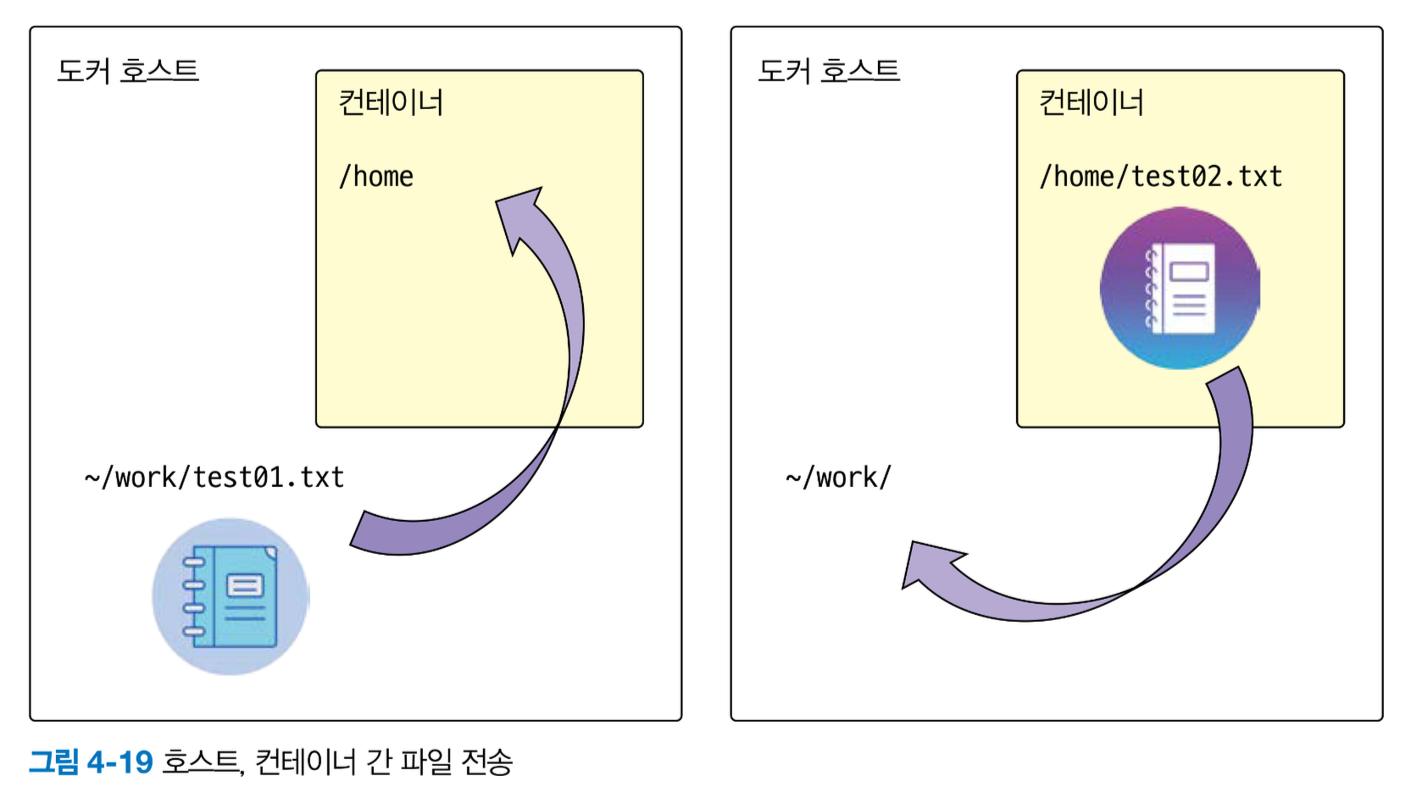 도커 호스트
컨테이너
/home
~/work/test01.txt
도커 호스트
컨테이너
/home/test02.txt
~/work/
그림 4-19 호스트, 컨테이너 간 파일 전송